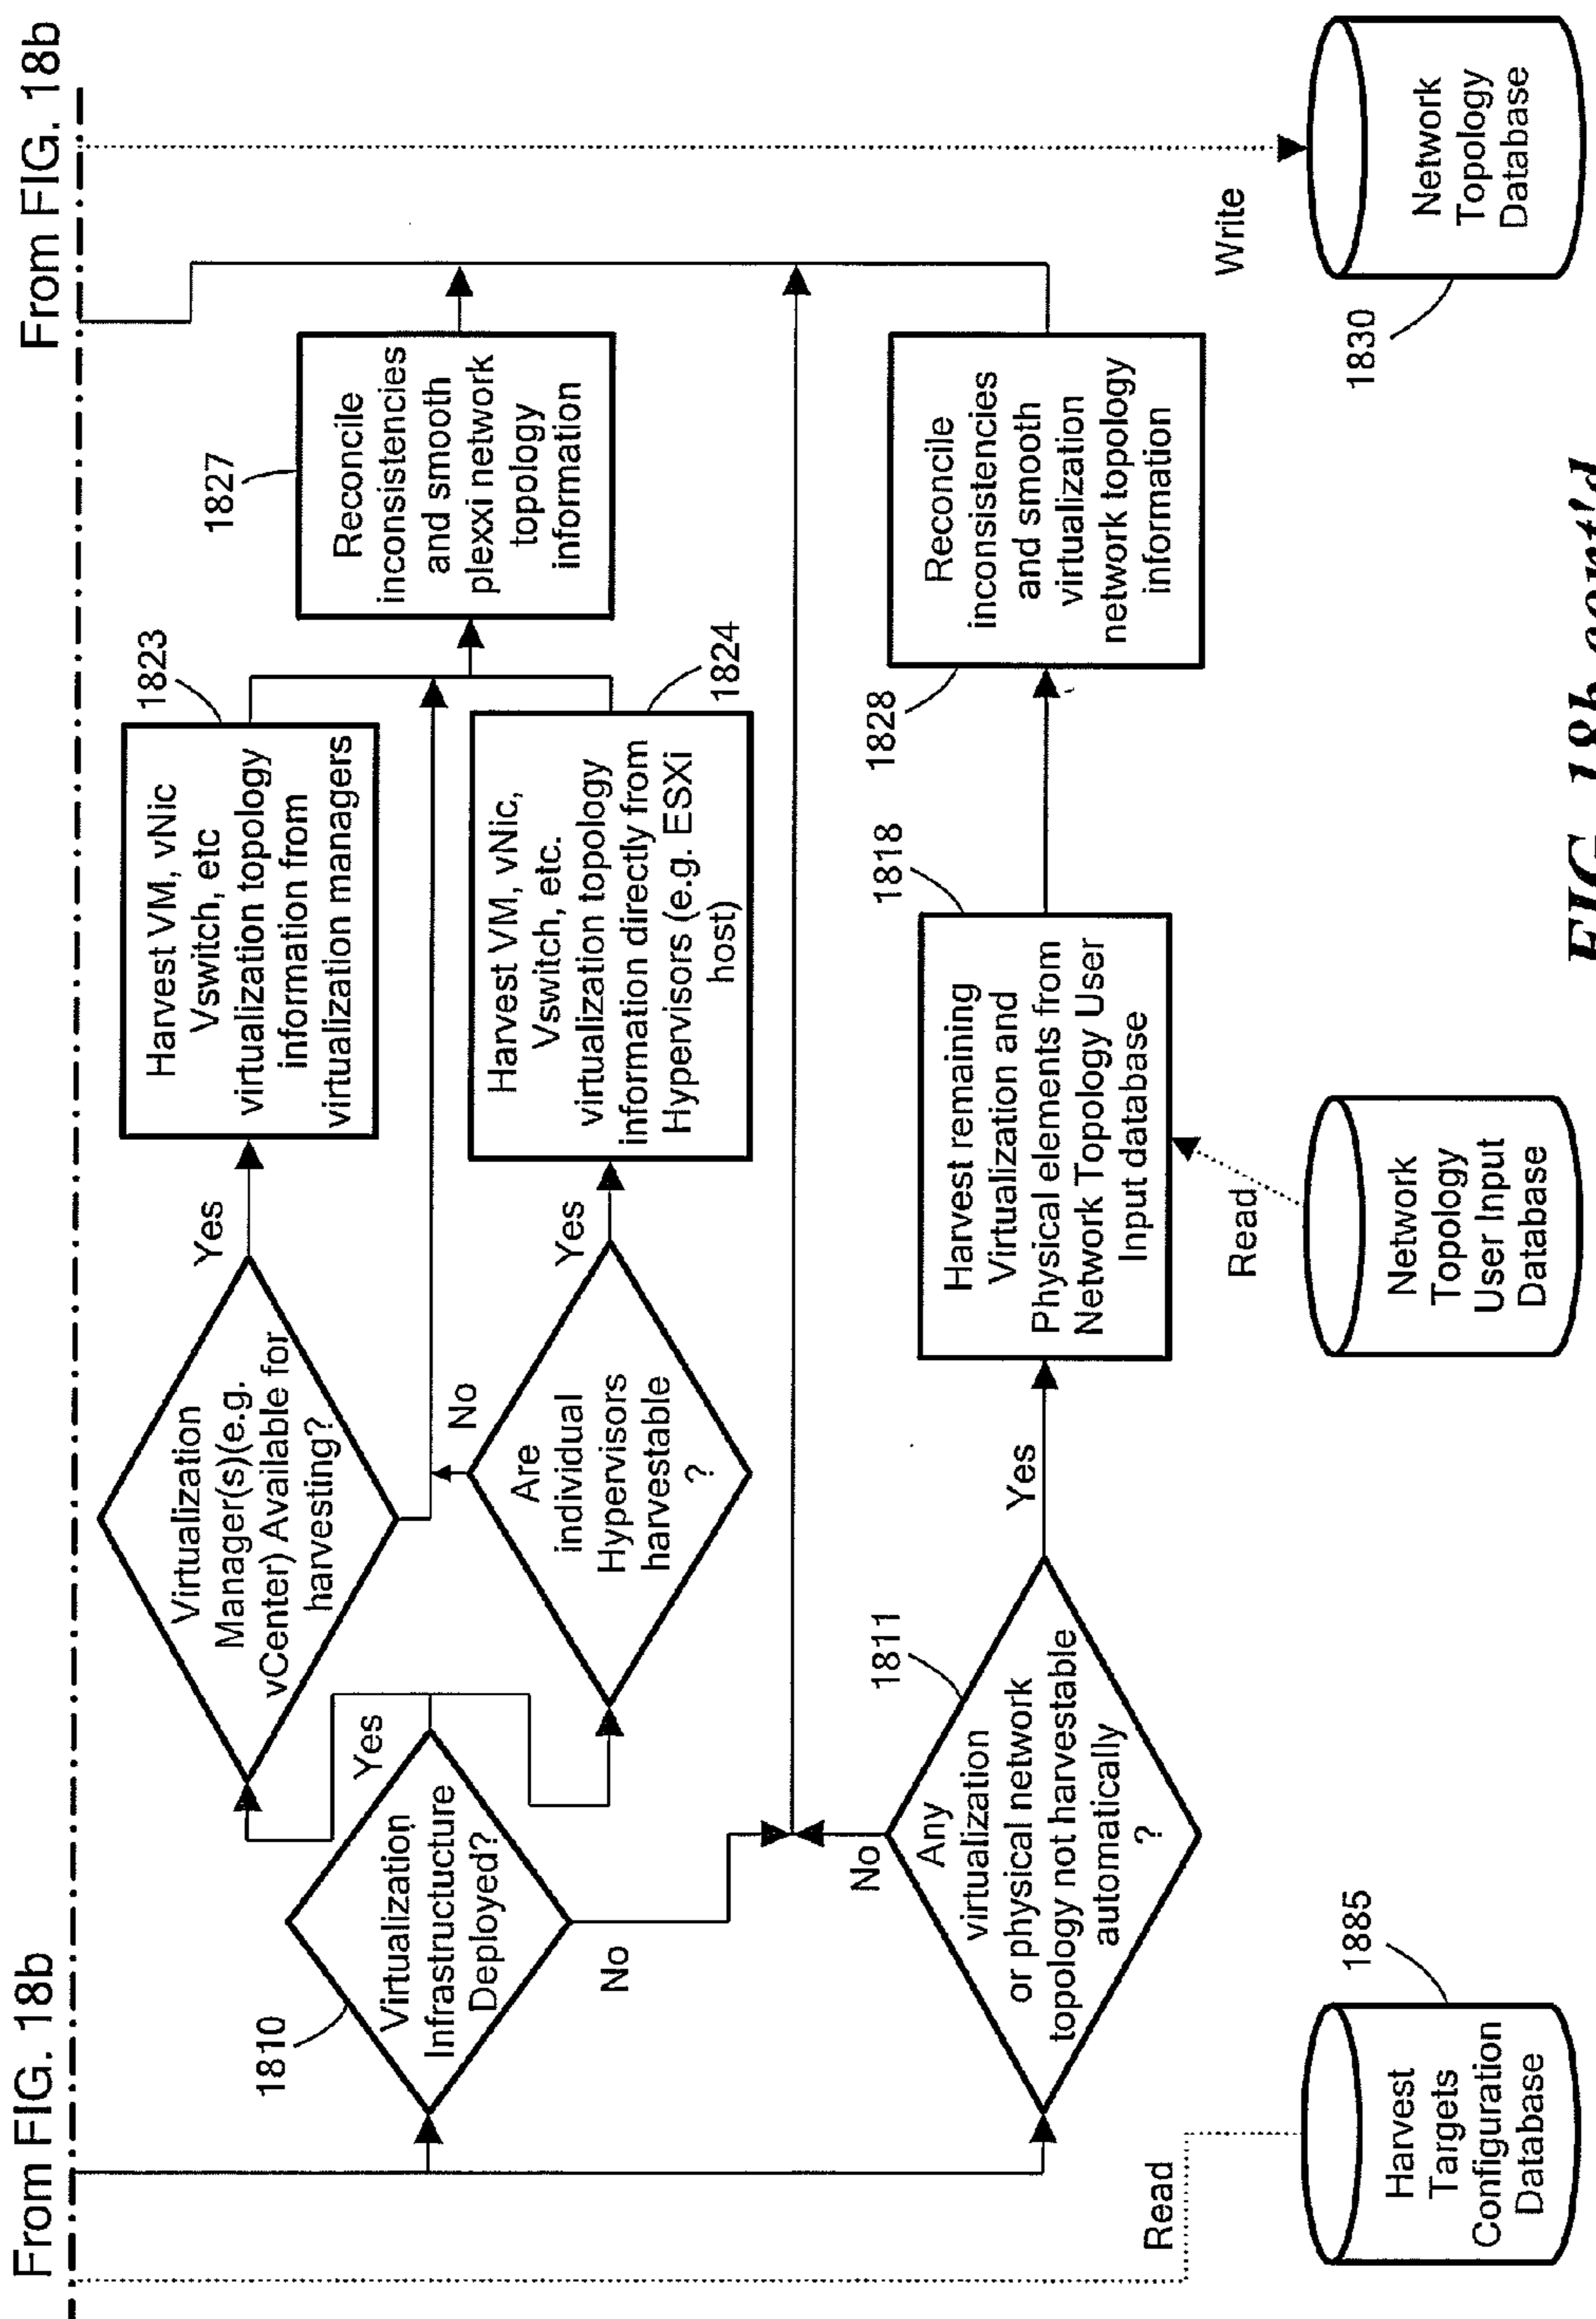 From FIG. 18b
From FIG. 18b
1810
Virtualization
Infrastructucture
Deployed?
Yes
No
Virtualization
Manager(s)(e.g.
vCenter) Available for
harvesting?
Yes
1823
Harvest VM, vNic
Vswitch, etc
virtualization topology
information from
virtualization managers
Are
individual
Hypervisors
harvestable
?
No
Yes
1824
Harvest VM, vNic,
Vswitch, etc.
virtualization topology
information directly from
Hypervisors (e.g. ESXi
host)
1827
Reconcile
inconsistencies
and smooth
plexxi network
topology
information
1811
Any
virtualization
or physical network
topology not harvestable
automatically
?
No
Yes
1818
Harvest remaining
Virtualization and
Physical elements from
Network Topology User
Input database
1828
Reconcile
inconsistencies
and smooth
virtualization
network topology
information
Read
1885
Harvest
Targets
Configuration
Database
Read
Network
Topology
User Input
Database
Write
1830
Network
Topology
Database
FIG. 18b cont'd